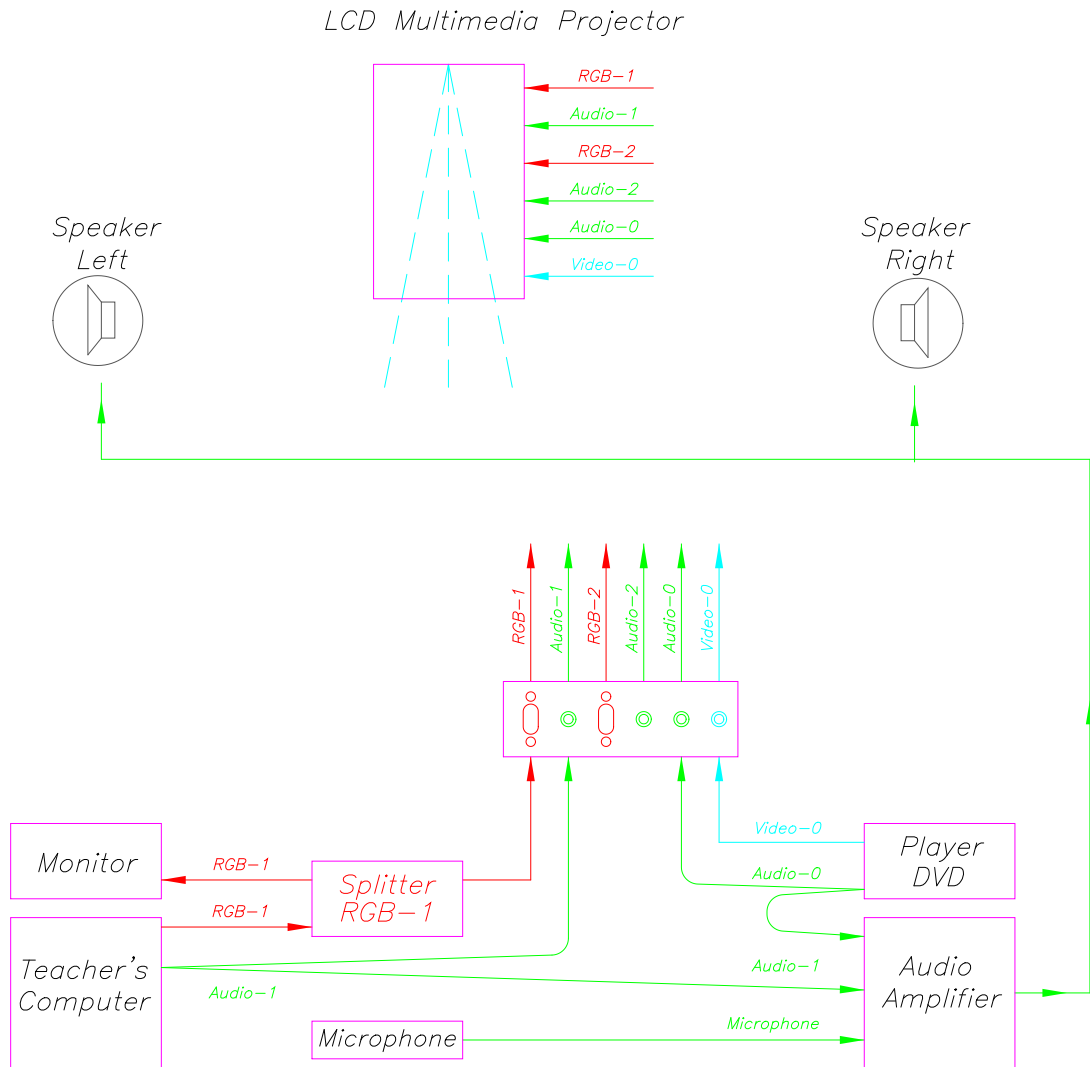 LCD Multimedia Projector
RGB-1
Audio-1
RGB-2
Audio-2
Audio-0
Video-0
Speaker
Left
Speaker
Right
RGB-1
Audio-1
RGB-2
Audio-2
Audio-0
Video-0
Video-0
Player
DVD
Monitor
RGB-1
Splitter
RGB-1
Audio-0
RGB-1
Teacher's
Computer
Audio-1
Audio-1
Audio
Amplifier
Microphone
Microphone